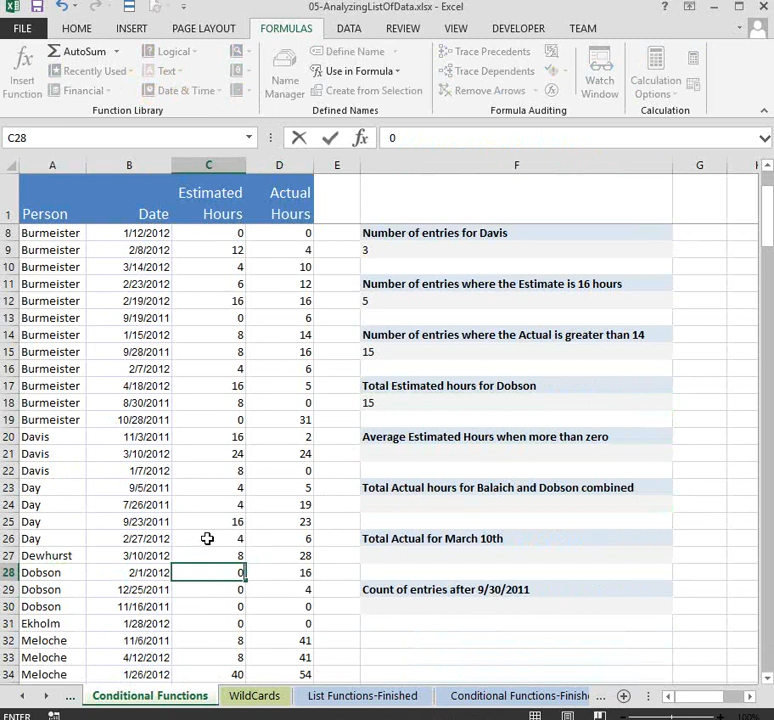 05-AnalyzingListOfData.xlsx - Excel
FILE HOME INSERT PAGE LAYOUT FORMULAS DATA REVIEW VIEW DEVELOPER TEAM
Insert Function
AutoSum
Recently Used
Financial
Logical
Text
Date & Time
Function Library
Name Manager
Define Name
Use in Formula
Create from Selection
Defined Names
Trace Precedents
Trace Dependents
Remove Arrows
Formula Auditing
Watch Window
Calculation Options
Calculation
C28 fx 0
A B C D E F G
1 Person Date Estimated Hours Actual Hours
8 Burmeister 1/12/2012 0 0 Number of entries for Davis
9 Burmeister 2/8/2012 12 4 3
10 Burmeister 3/14/2012 4 10
11 Burmeister 2/23/2012 6 12 Number of entries where the Estimate is 16 hours
12 Burmeister 2/19/2012 16 16 5
13 Burmeister 9/19/2011 0 6
14 Burmeister 1/15/2012 8 14 Number of entries where the Actual is greater than 14
15 Burmeister 9/28/2011 8 16 15
16 Burmeister 2/7/2012 4 6
17 Burmeister 4/18/2012 16 5 Total Estimated hours for Dobson
18 Burmeister 8/30/2011 8 0 15
19 Burmeister 10/28/2011 0 31
20 Davis 11/3/2011 16 2 Average Estimated Hours when more than zero
21 Davis 3/10/2012 24 24
22 Davis 1/7/2012 8 0
23 Day 9/5/2011 4 5 Total Actual hours for Balaich and Dobson combined
24 Day 7/26/2011 4 19
25 Day 9/23/2011 16 23
26 Day 2/27/2012 4 6 Total Actual for March 10th
27 Dewhurst 3/10/2012 8 28
28 Dobson 2/1/2012 0 16
29 Dobson 12/25/2011 0 4 Count of entries after 9/30/2011
30 Dobson 11/16/2011 0 0
31 Ekholm 1/28/2012 0 0
32 Meloche 11/6/2011 8 41
33 Meloche 4/12/2012 8 41
34 Meloche 1/26/2012 40 54
... Conditional Functions WildCards List Functions-Finished Conditional Functions-Finishe ...
ENTER